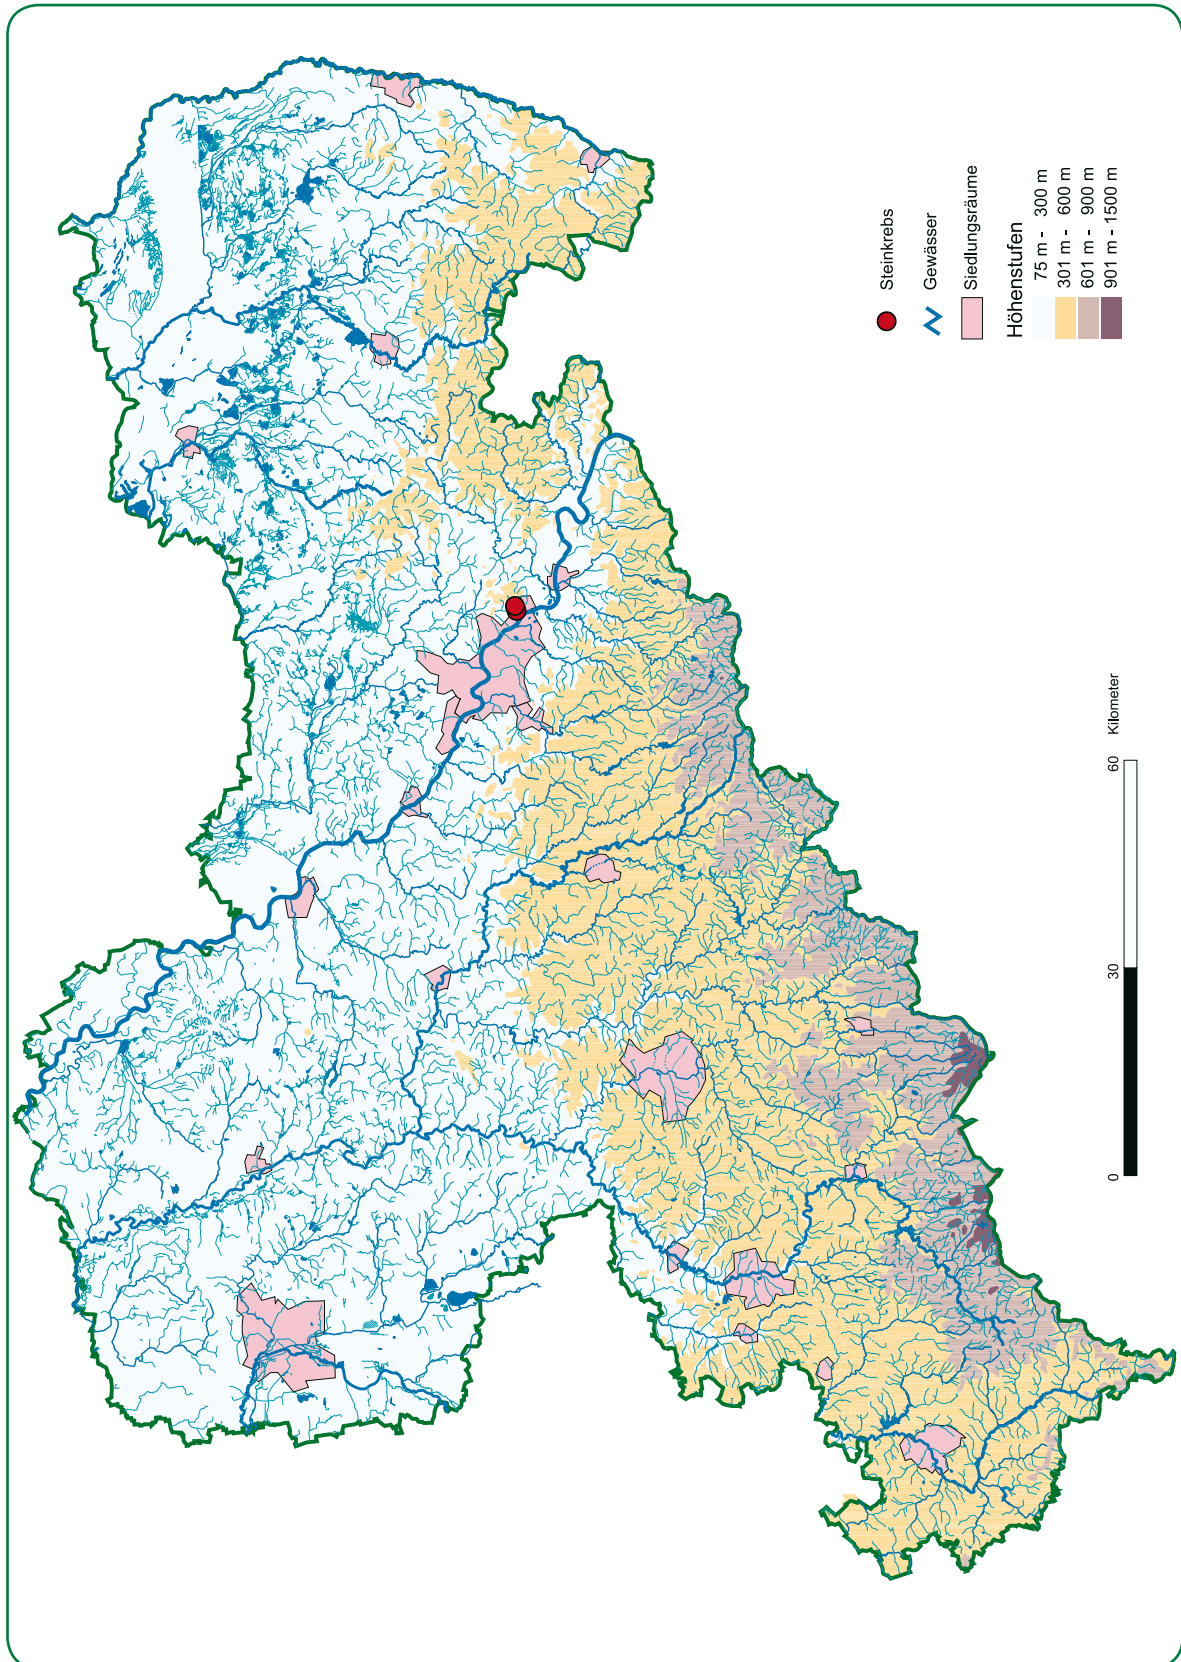 Steinkrebs
Gewässer
Siedlungsräume
Höhenstufen
75 m - 300 m
301 m - 600 m
601 m - 900 m
901 m - 1500 m
0 30 60 Kilometer